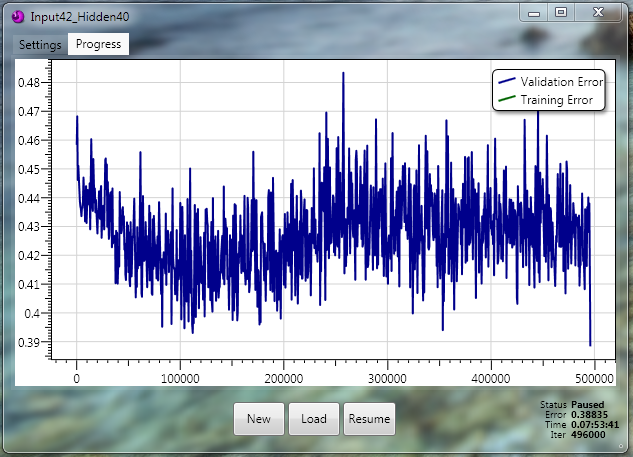 Input42_Hidden40
Settings Progress
Validation Error
Training Error
0.48
0.47
0.46
0.45
0.44
0.43
0.42
0.41
0.4
0.39
0 100000 200000 300000 400000 500000
New Load Resume
Status Paused
Error 0.38835
Time 0.07:53:41
Iter 496000